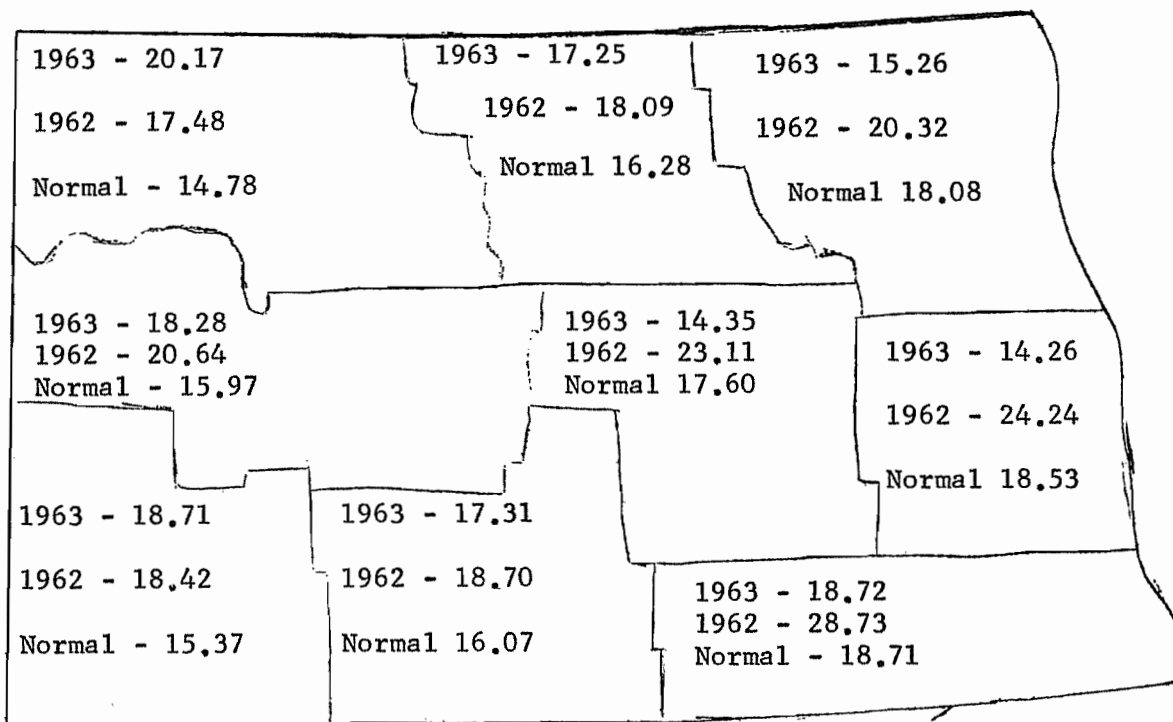 1963 - 20.17
1962 - 17.48
Normal - 14.78
1963 - 17.25
1962 - 18.09
Normal 16.28
1963 - 15.26
1962 - 20.32
Normal 18.08
1963 - 18.28
1962 - 20.64
Normal - 15.97
1963 - 14.35
1962 - 23.11
Normal 17.60
1963 - 14.26
1962 - 24.24
Normal 18.53
1963 - 18.71
1962 - 18.42
Normal - 15.37
1963 - 17.31
1962 - 18.70
Normal 16.07
1963 - 18.72
1962 - 28.73
Normal - 18.71